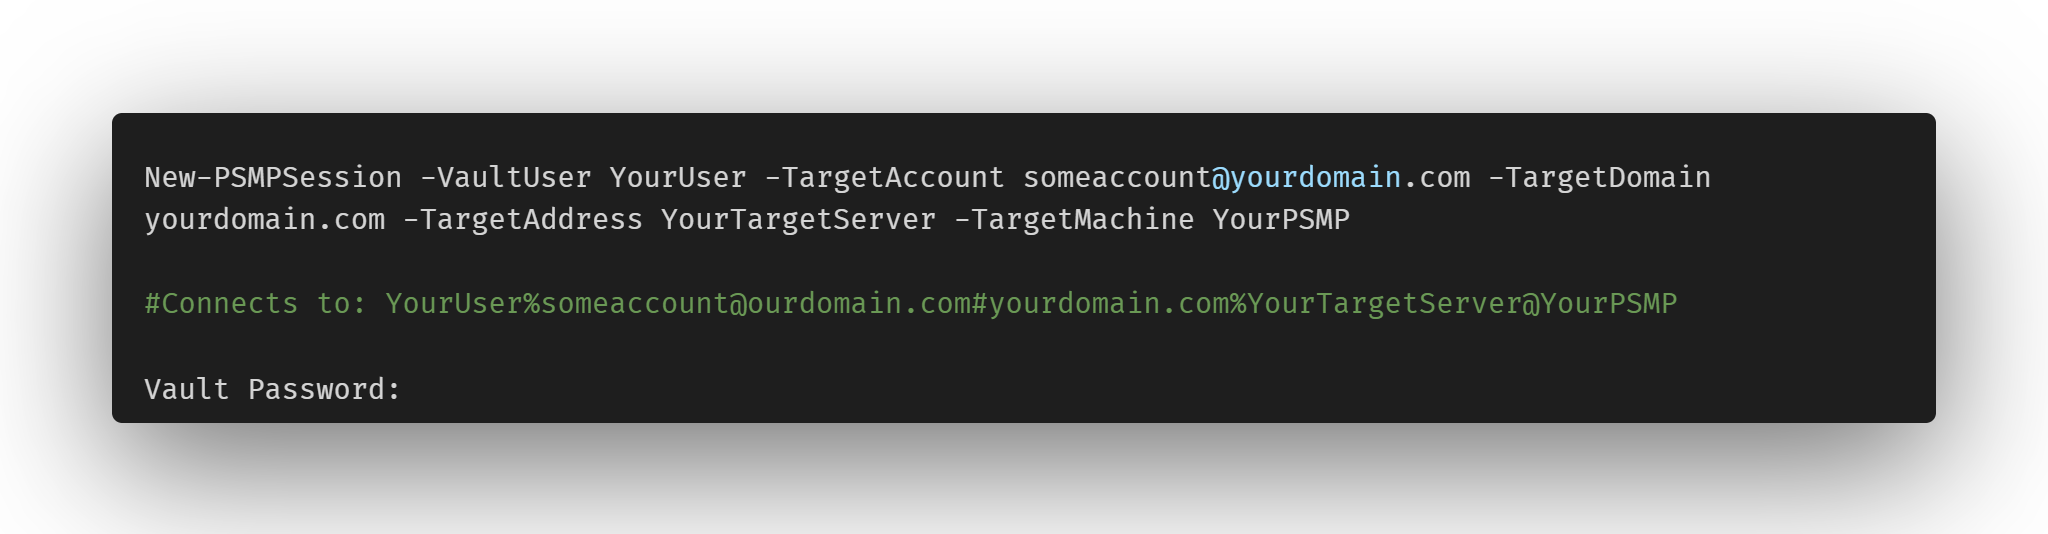 New-PSMPSession -VaultUser YourUser -TargetAccount someaccount@yourdomain.com -TargetDomain
yourdomain.com -TargetAddress YourTargetServer -TargetMachine YourPSMP
#Connects to: YourUser%someaccount@ourdomain.com#yourdomain.com%YourTargetServer@YourPSMP
Vault Password: